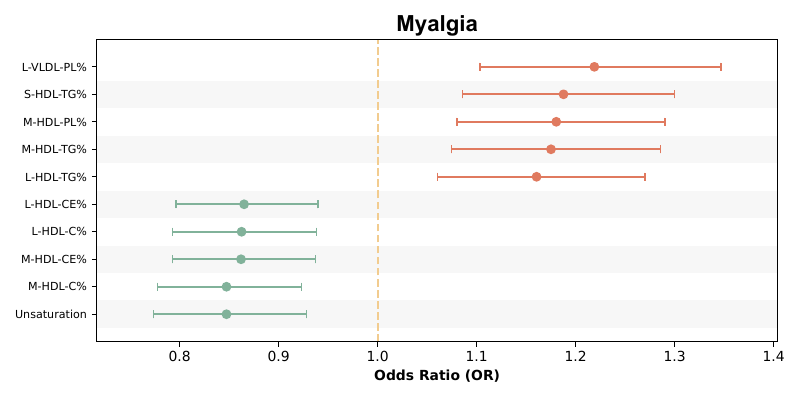 Myalgia
L-VLDL-PL%
S-HDL-TG%
M-HDL-PL%
M-HDL-TG%
L-HDL-TG%
L-HDL-CE%
L-HDL-C%
M-HDL-CE%
M-HDL-C%
Unsaturation
0.8 0.9 1.0 1.1 1.2 1.3 1.4
Odds Ratio (OR)